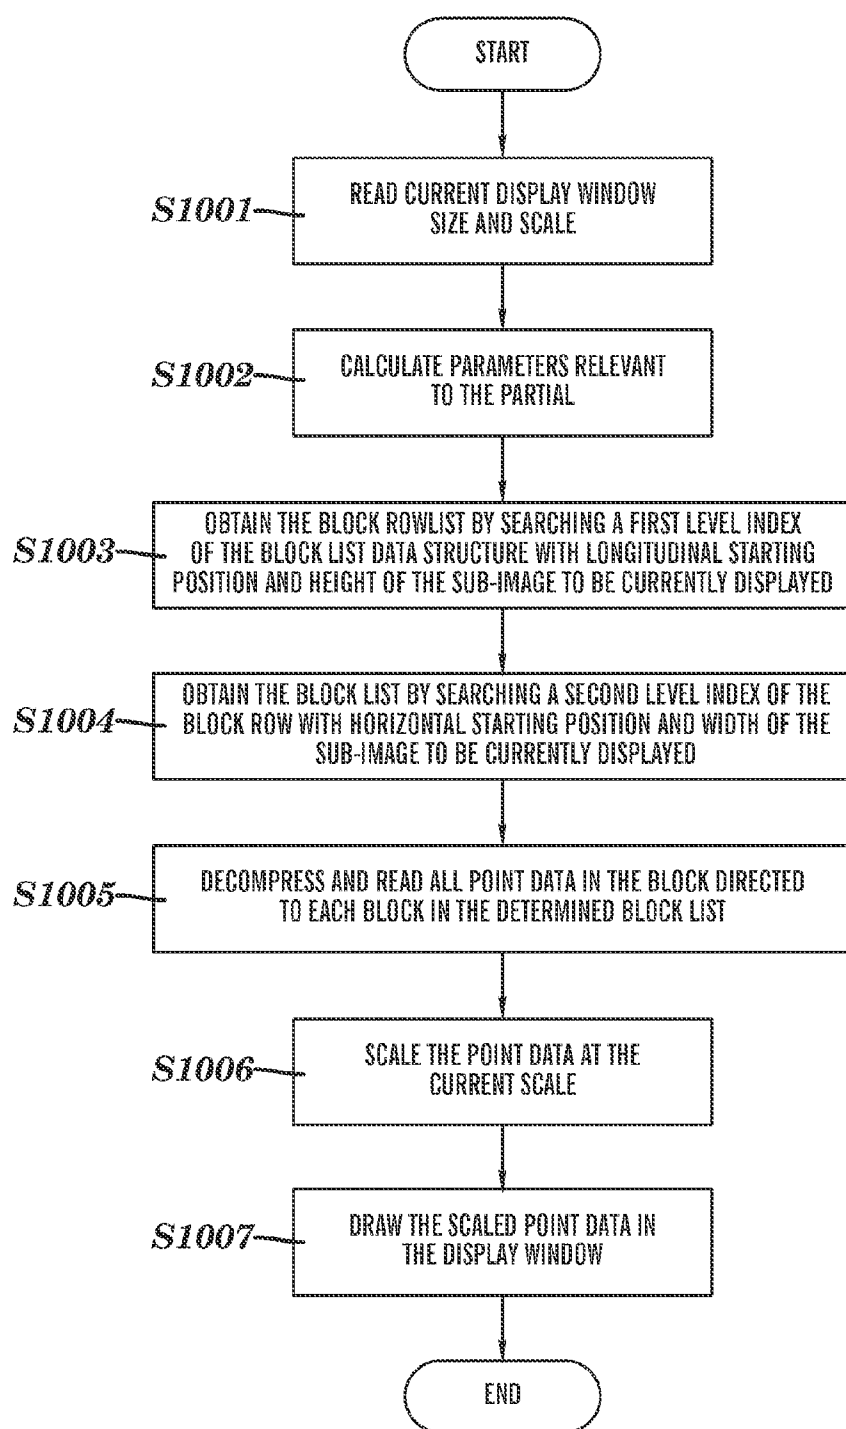 START
S1001
READ CURRENT DISPLAY WINDOW
SIZE AND SCALE
S1002
CALCULATE PARAMETERS RELEVANT
TO THE PARTIAL
S1003
OBTAIN THE BLOCK ROWLIST BY SEARCHING A FIRST LEVEL INDEX
OF THE BLOCK LIST DATA STRUCTURE WITH LONGITUDINAL STARTING
POSITION AND HEIGHT OF THE SUB-IMAGE TO BE CURRENTLY DISPLAYED
S1004
OBTAIN THE BLOCK LIST BY SEARCHING A SECOND LEVEL INDEX OF THE
BLOCK ROW WITH HORIZONTAL STARTING POSITION AND WIDTH OF THE
SUB-IMAGE TO BE CURRENTLY DISPLAYED
S1005
DECOMPRESS AND READ ALL POINT DATA IN THE BLOCK DIRECTED
TO EACH BLOCK IN THE DETERMINED BLOCK LIST
S1006
SCALE THE POINT DATA AT THE
CURRENT SCALE
S1007
DRAW THE SCALED POINT DATA IN
THE DISPLAY WINDOW
END